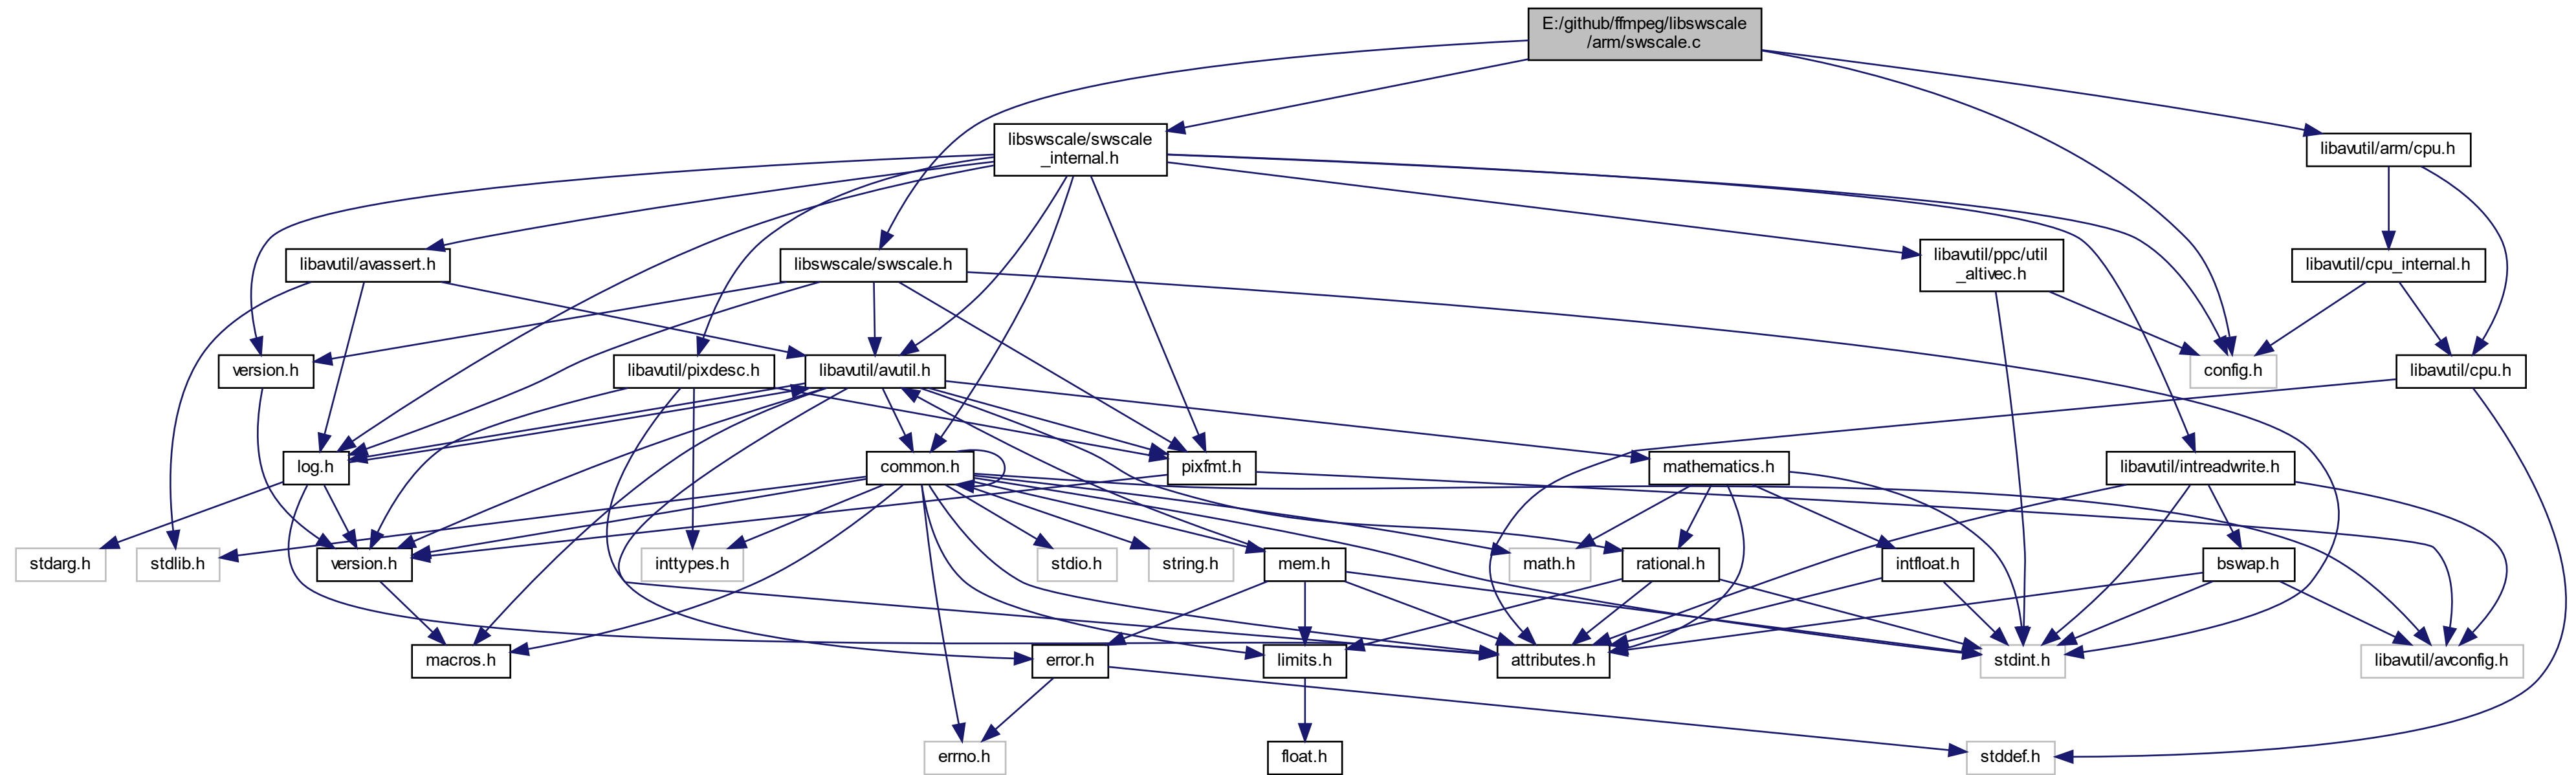 E:/github/ffmpeg/libswscale
/arm/swscale.c
libswscale/swscale
_internal.h
libavutil/arm/cpu.h
libavutil/avassert.h
libswscale/swscale.h
libavutil/ppc/util
_altivec.h
libavutil/cpu_internal.h
version.h
libavutil/pixdesc.h
libavutil/avutil.h
config.h
libavutil/cpu.h
log.h
common.h
pixfmt.h
mathematics.h
libavutil/intreadwrite.h
stdarg.h
stdlib.h
version.h
inttypes.h
stdio.h
string.h
mem.h
math.h
rational.h
intfloat.h
bswap.h
macros.h
error.h
limits.h
attributes.h
stdint.h
libavutil/avconfig.h
errno.h
float.h
stddef.h